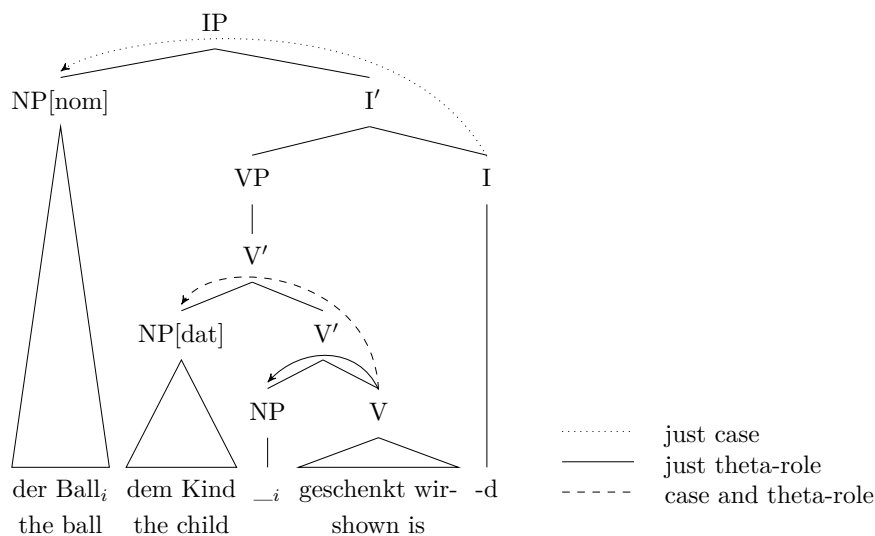 IP
NP[nom] I′
VP I
V′
NP[dat] V′
NP V
just case
just theta-role
case and theta-role
der Ball_i dem Kind __i geschenkt wir- -d
the ball the child shown is